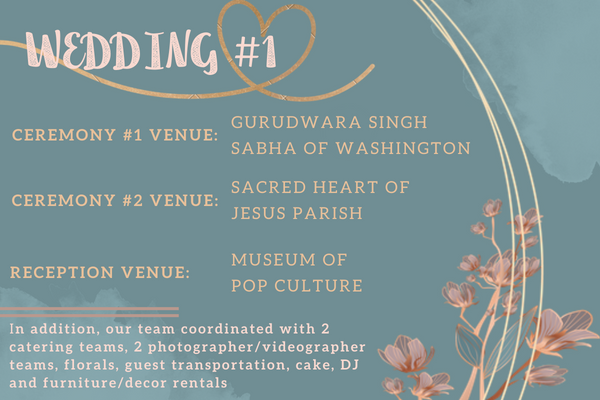 WEDDING #1
CEREMONY #1 VENUE:
GURUDWARA SINGH
SABHA OF WASHINGTON
CEREMONY #2 VENUE:
SACRED HEART OF
JESUS PARISH
RECEPTION VENUE:
MUSEUM OF
POP CULTURE
In addition, our team coordinated with 2
catering teams, 2 photographer/videographer
teams, florals, guest transportation, cake, DJ
and furniture/decor rentals